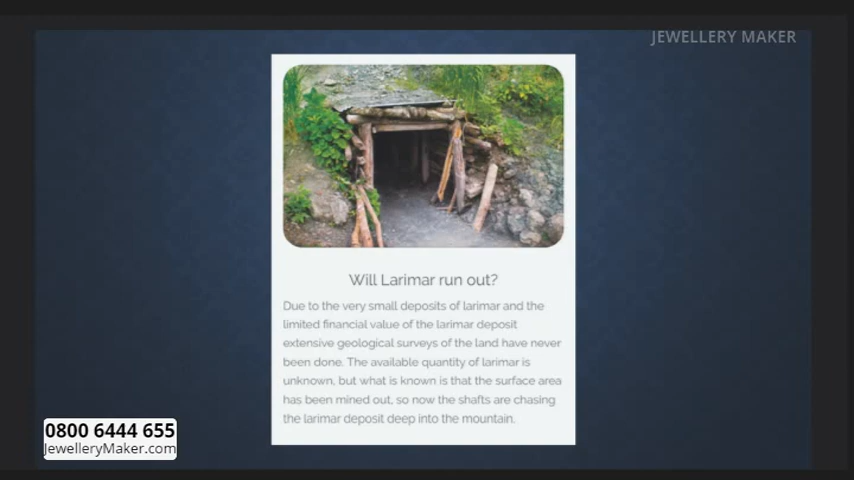 JEWELLERY MAKER
Will Larimar run out?
Due to the very small deposits of larimar and the
limited financial value of the larimar deposit
extensive geological surveys of the land have never
been done. The available quantity of larimar is
unknown, but what is known is that the surface area
has been mined out, so now the shafts are chasing
the larimar deposit deep into the mountain.
0800 6444 655
JewelleryMaker.com